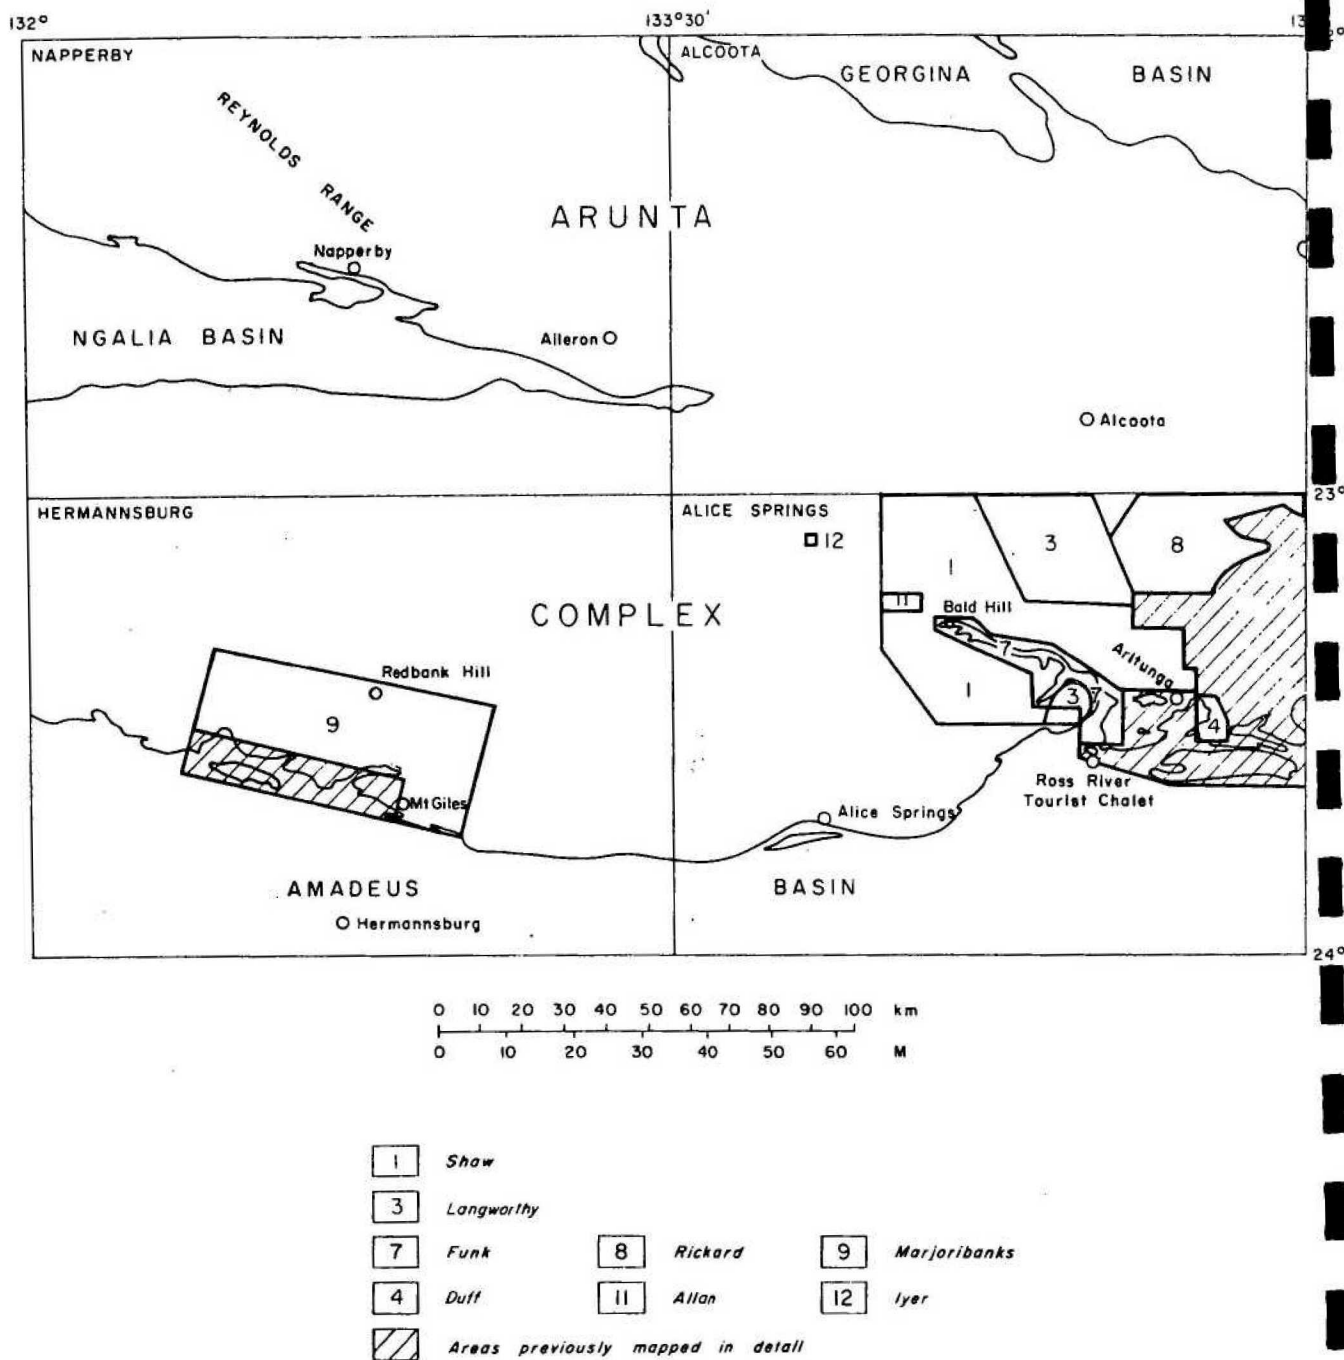 132°
133°30'
NAPPERBY
ALCOOTA
GEORGINA
BASIN
REYNOLDS
RANGE
ARUNTA
Napperby
NGALIA BASIN
Aileron
Alcoota
23°
HERMANNSBURG
ALICE SPRINGS
12
3
8
1
11
Bald Hill
COMPLEX
7
Arltunga
Redbank Hill
1
3
7
9
4
Mt Giles
Ross River
Tourist Chalet
Alice Springs
AMADEUS
BASIN
Hermannsburg
24°
0 10 20 30 40 50 60 70 80 90 100 km
0 10 20 30 40 50 60 M
1 Shaw
3 Langworthy
7 Funk 8 Rickard 9 Marjoribanks
4 Duff 11 Allan 12 Iyer
Areas previously mapped in detail